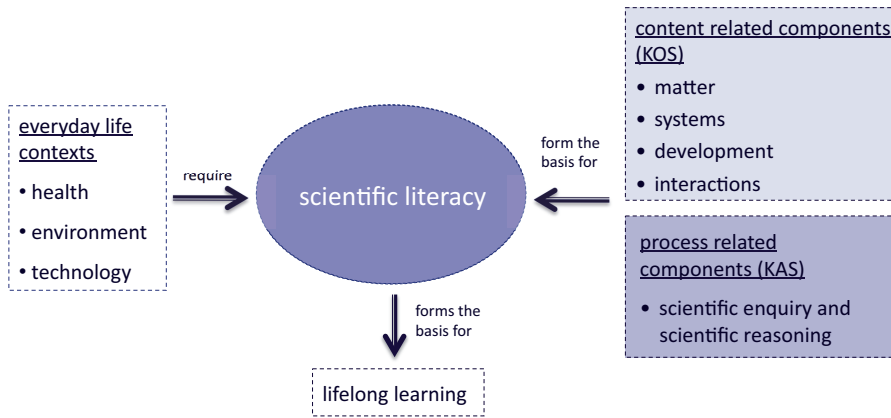 everyday life
contexts
• health
• environment
• technology
require
scientific literacy
form the
basis for
content related components
(KOS)
• matter
• systems
• development
• interactions
process related
components (KAS)
• scientific enquiry and
scientific reasoning
forms the
basis for
lifelong learning